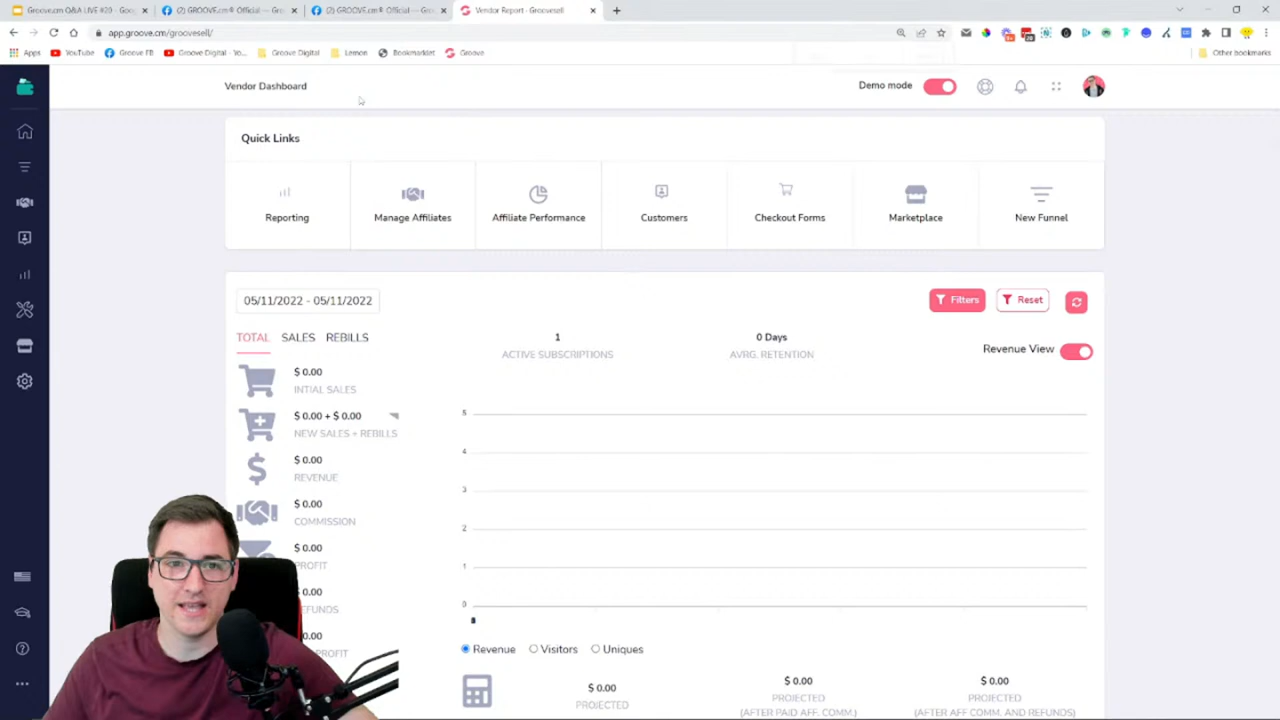 Groove.cm Q&A LIVE #20 - Goo
(2) GROOVE.cm® Official — Gro
(2) GROOVE.cm® Official — Gro
Vendor Report - Groovesell
app.groove.cm/groovesell/
Apps
YouTube
Groove FB
Groove Digital - Yo...
Groove Digital
Lemon
Bookmarklet
Groove
Other bookmarks
Vendor Dashboard
Demo mode
Quick Links
Reporting
Manage Affiliates
Affiliate Performance
Customers
Checkout Forms
Marketplace
New Funnel
05/11/2022 - 05/11/2022
Filters
Reset
TOTAL SALES REBILLS
1
ACTIVE SUBSCRIPTIONS
0 Days
AVRG. RETENTION
Revenue View
$ 0.00
INTIAL SALES
$ 0.00 + $ 0.00
NEW SALES + REBILLS
$ 0.00
REVENUE
$ 0.00
COMMISSION
$ 0.00
PROFIT
0.00
EFUNDS
.00
PROFIT
5
4
3
2
1
0
Revenue
Visitors
Uniques
$ 0.00
PROJECTED
$ 0.00
PROJECTED
(AFTER PAID AFF. COMM.)
$ 0.00
PROJECTED
(AFTER AFF COMM. AND REFUNDS)